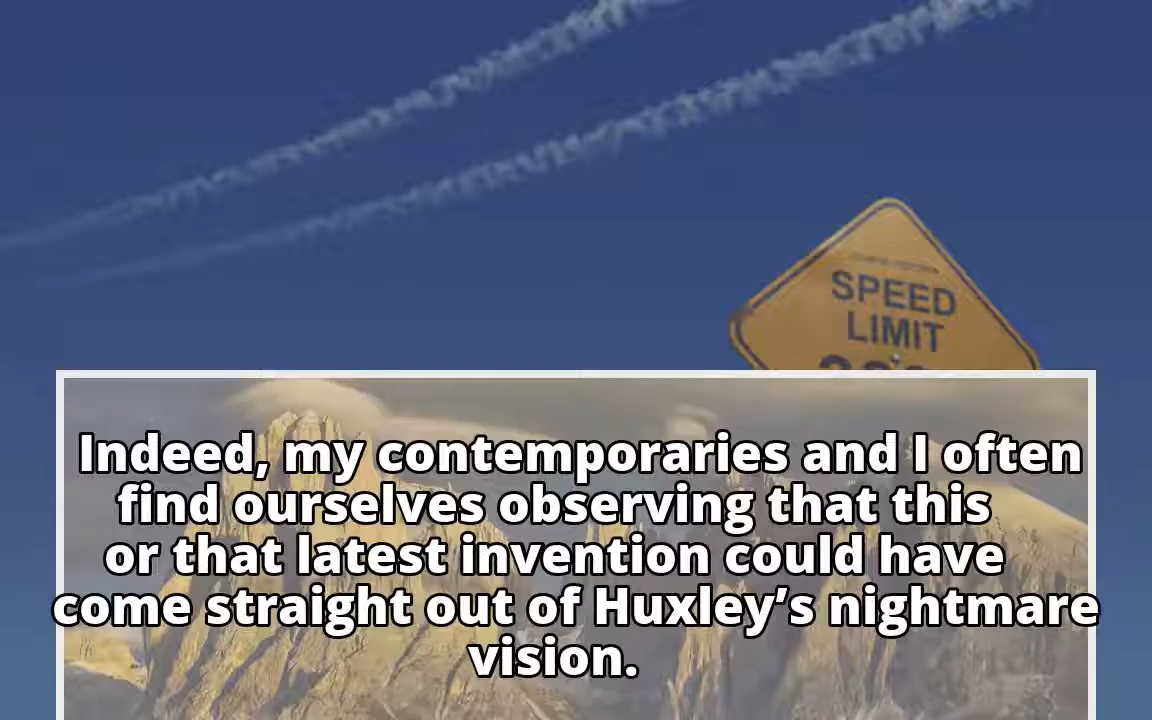 SPEED
LIMIT
Indeed, my contemporaries and I often
find ourselves observing that this
or that latest invention could have
come straight out of Huxley’s nightmare
vision.